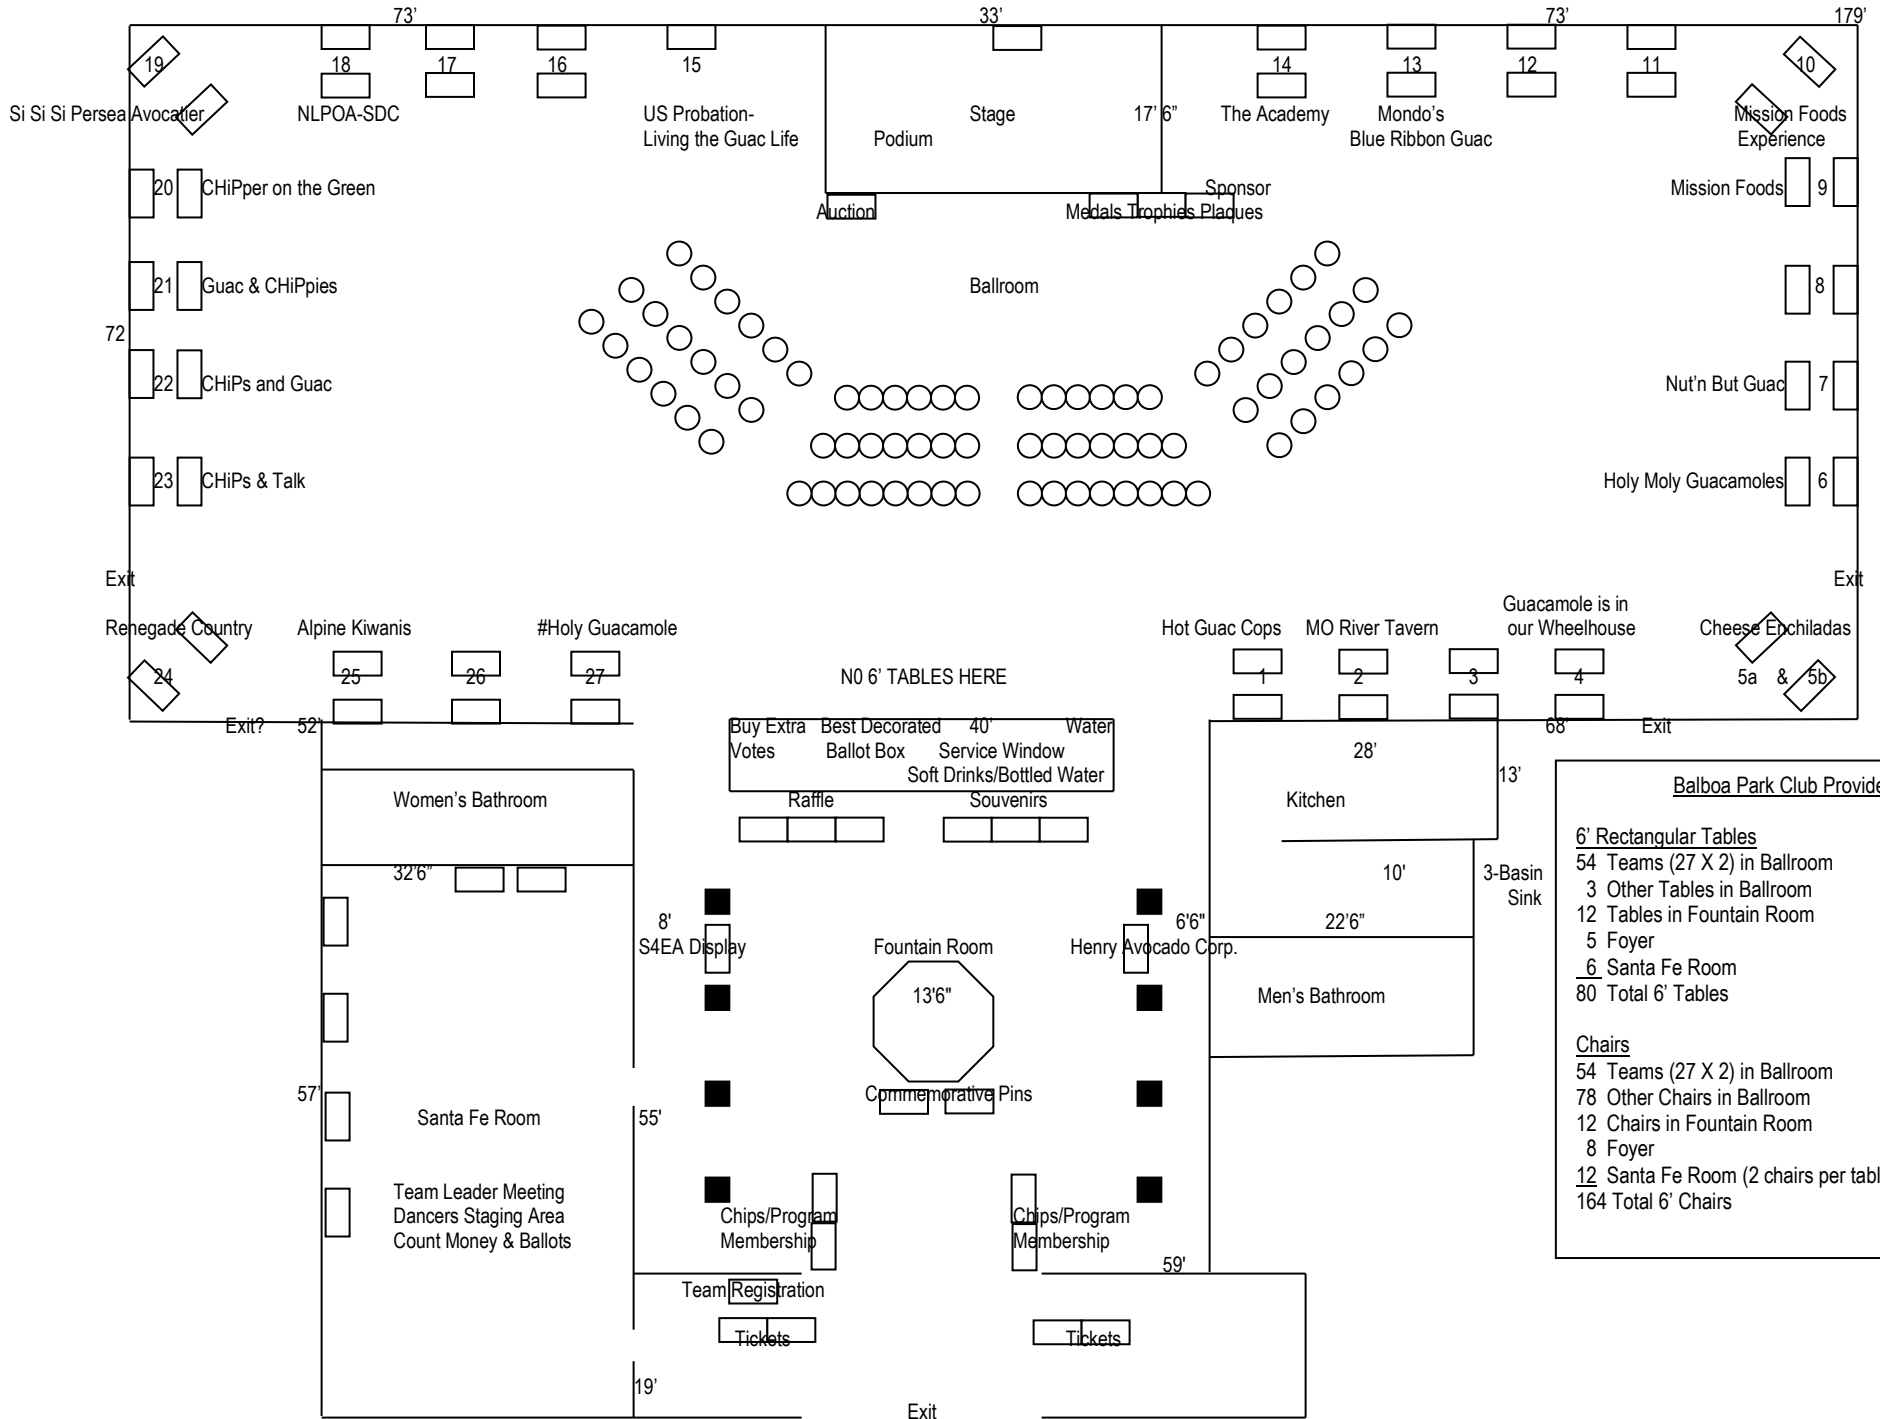 73’ 33’ 73’ 179’
19 18 17 16 15 14 13 12 11 10
Si Si Si Persea Avocatier NLPOA-SDC US Probation- Stage 17’ 6” The Academy Mondo’s Mission Foods
Living the Guac Life Podium Blue Ribbon Guac Experience
20 CHiPper on the Green Sponsor Mission Foods 9
Auction Medals Trophies Plaques
21 Guac & CHiPpies Ballroom 8
72
22 CHiPs and Guac Nut’n But Guac 7
23 CHiPs & Talk Holy Moly Guacamoles 6
Exit Exit
Guacamole is in
Renegade Country Alpine Kiwanis #Holy Guacamole Hot Guac Cops MO River Tavern our Wheelhouse Cheese Enchiladas
24 25 26 27 N0 6’ TABLES HERE 1 2 3 4 5a & 5b
Exit? 52’ Buy Extra Best Decorated 40’ Water 68’ Exit
Votes Ballot Box Service Window 28’
Soft Drinks/Bottled Water 13’
Women’s Bathroom Raffle Souvenirs Kitchen
32’6” 10' 3-Basin
Sink
8' 6'6" 22’6”
S4EA Display Fountain Room Henry Avocado Corp.
13'6" Men’s Bathroom
57’ Commemorative Pins
Santa Fe Room 55'
Team Leader Meeting
Dancers Staging Area Chips/Program Chips/Program
Count Money & Ballots Membership Membership
59'
Team Registration
Tickets Tickets
19’
Exit
Balboa Park Club Provide
6’ Rectangular Tables
54 Teams (27 X 2) in Ballroom
3 Other Tables in Ballroom
12 Tables in Fountain Room
5 Foyer
6 Santa Fe Room
80 Total 6’ Tables
Chairs
54 Teams (27 X 2) in Ballroom
78 Other Chairs in Ballroom
12 Chairs in Fountain Room
8 Foyer
12 Santa Fe Room (2 chairs per tabl
164 Total 6’ Chairs